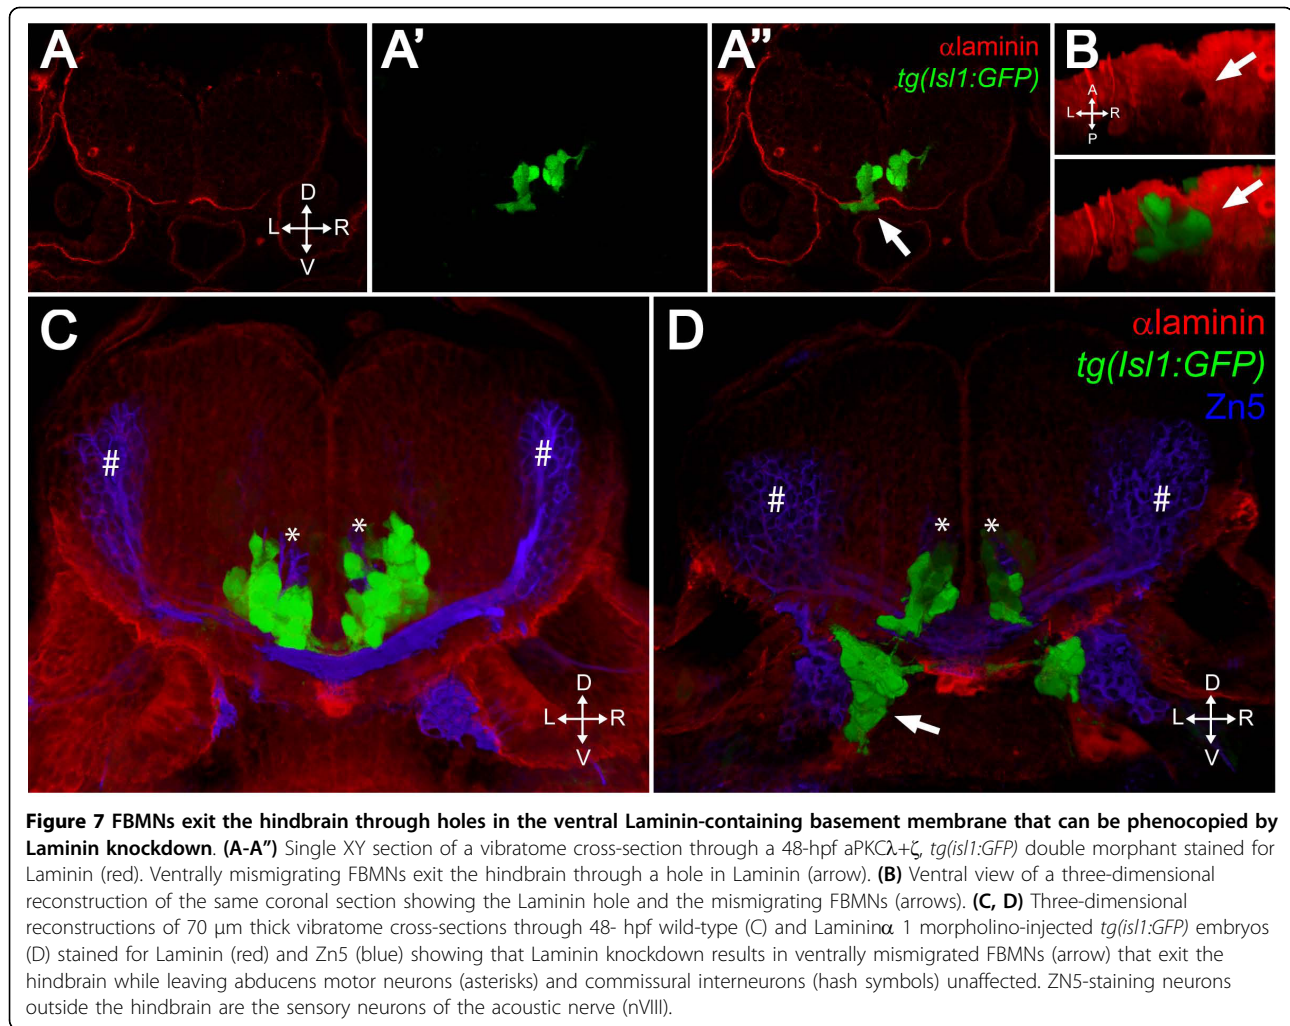 A
A’
A”
B
αlaminin
tg(Isl1:GFP)
A
L R
P
D
L R
V
C
D
αlaminin
tg(Isl1:GFP)
Zn5
# #
* *
# #
* *
D
L R
V
D
L R
V
Figure 7 FBMNs exit the hindbrain through holes in the ventral Laminin-containing basement membrane that can be phenocopied by
Laminin knockdown. (A-A”) Single XY section of a vibratome cross-section through a 48-hpf aPKCλ+ζ, tg(isl1:GFP) double morphant stained for
Laminin (red). Ventrally mismigrating FBMNs exit the hindbrain through a hole in Laminin (arrow). (B) Ventral view of a three-dimensional
reconstruction of the same coronal section showing the Laminin hole and the mismigrating FBMNs (arrows). (C, D) Three-dimensional
reconstructions of 70 μm thick vibratome cross-sections through 48- hpf wild-type (C) and Lamininα 1 morpholino-injected tg(isl1:GFP) embryos
(D) stained for Laminin (red) and Zn5 (blue) showing that Laminin knockdown results in ventrally mismigrated FBMNs (arrow) that exit the
hindbrain while leaving abducens motor neurons (asterisks) and commissural interneurons (hash symbols) unaffected. ZN5-staining neurons
outside the hindbrain are the sensory neurons of the acoustic nerve (nVIII).